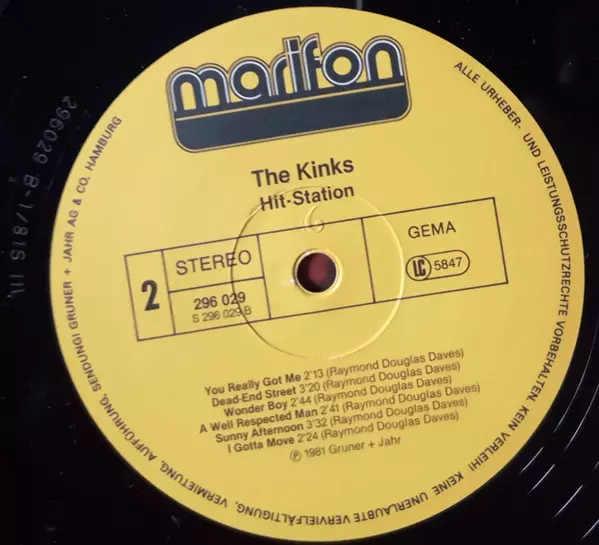 marifon
The Kinks
Hit-Station
2
STEREO
296 029
S 296 029 B
GEMA
LC 5847
You Really Got Me 2'13 (Raymond Douglas Daves)
Dead-End Street 3'20 (Raymond Douglas Daves)
Wonder Boy 2'44 (Raymond Douglas Daves)
A Well Respected Man 2'41 (Raymond Douglas Daves)
Sunny Afternoon 3'32 (Raymond Douglas Daves)
I Gotta Move 2'24 (Raymond Douglas Daves)
Ⓟ 1981 Gruner + Jahr
ALLE URHEBER- UND LEISTUNGSSCHUTZRECHTE VORBEHALTEN, KEIN VERLEIH! KEINE UNERLAUBTE VERVIELFÄLTIGUNG, VERMIETUNG, AUFFÜHRUNG, SENDUNG! GRUNER + JAHR AG & CO, HAMBURG
296029 B-1/81S